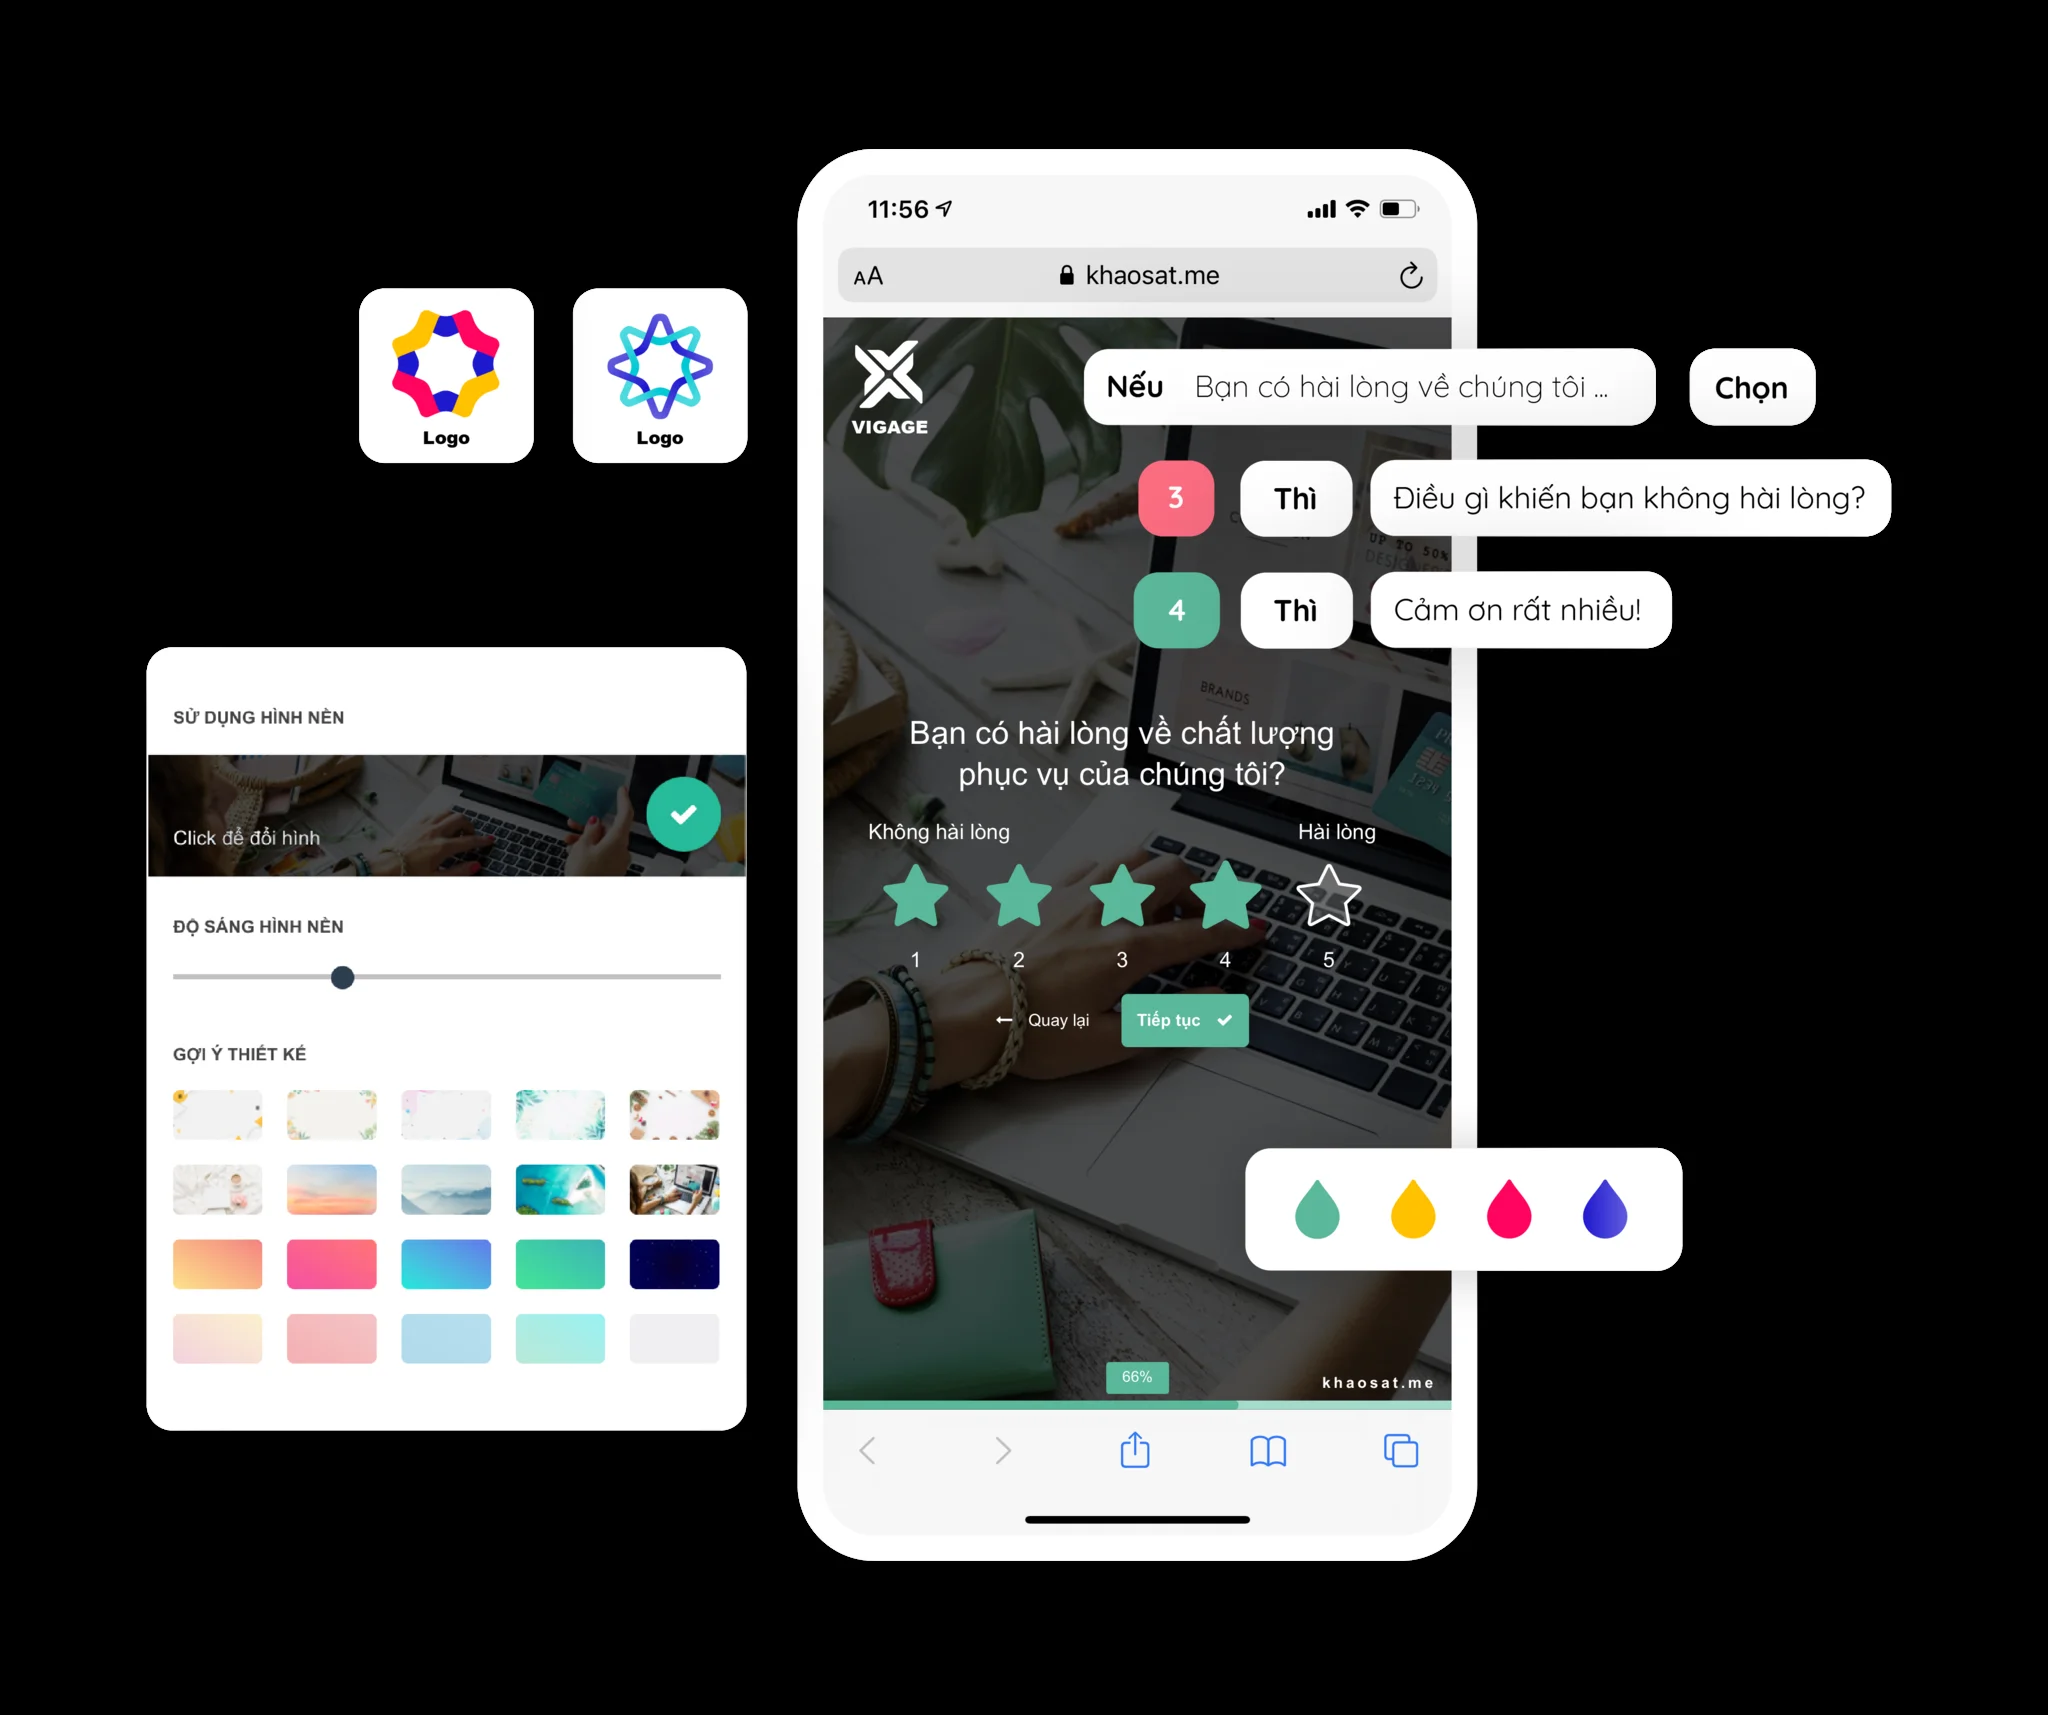 11:56
AA
khaosat.me
VIGAGE
Nếu Bạn có hài lòng về chúng tôi ... Chọn
3 Thì Điều gì khiến bạn không hài lòng?
4 Thì Cảm ơn rất nhiều!
Logo
Logo
UP TO 50%
BRANDS
Bạn có hài lòng về chất lượng
phục vụ của chúng tôi?
Không hài lòng Hài lòng
1 2 3 4 5
Quay lại Tiếp tục
66%
khaosat.me
SỬ DỤNG HÌNH NỀN
Click để đổi hình
ĐỘ SÁNG HÌNH NỀN
GỢI Ý THIẾT KẾ